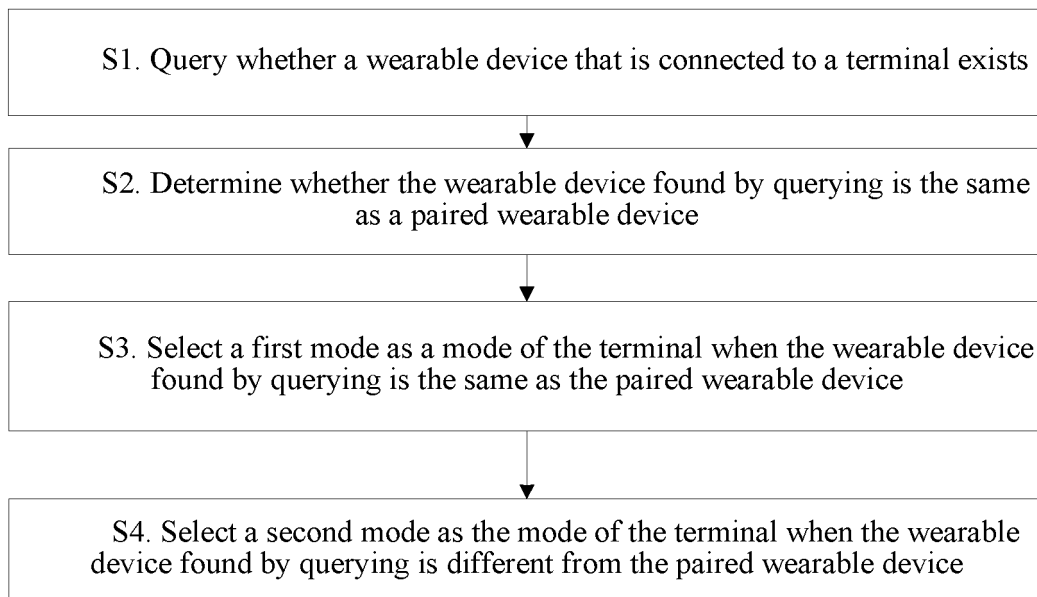 S1. Query whether a wearable device that is connected to a terminal exists
S2. Determine whether the wearable device found by querying is the same
as a paired wearable device
S3. Select a first mode as a mode of the terminal when the wearable device
found by querying is the same as the paired wearable device
S4. Select a second mode as the mode of the terminal when the wearable
device found by querying is different from the paired wearable device